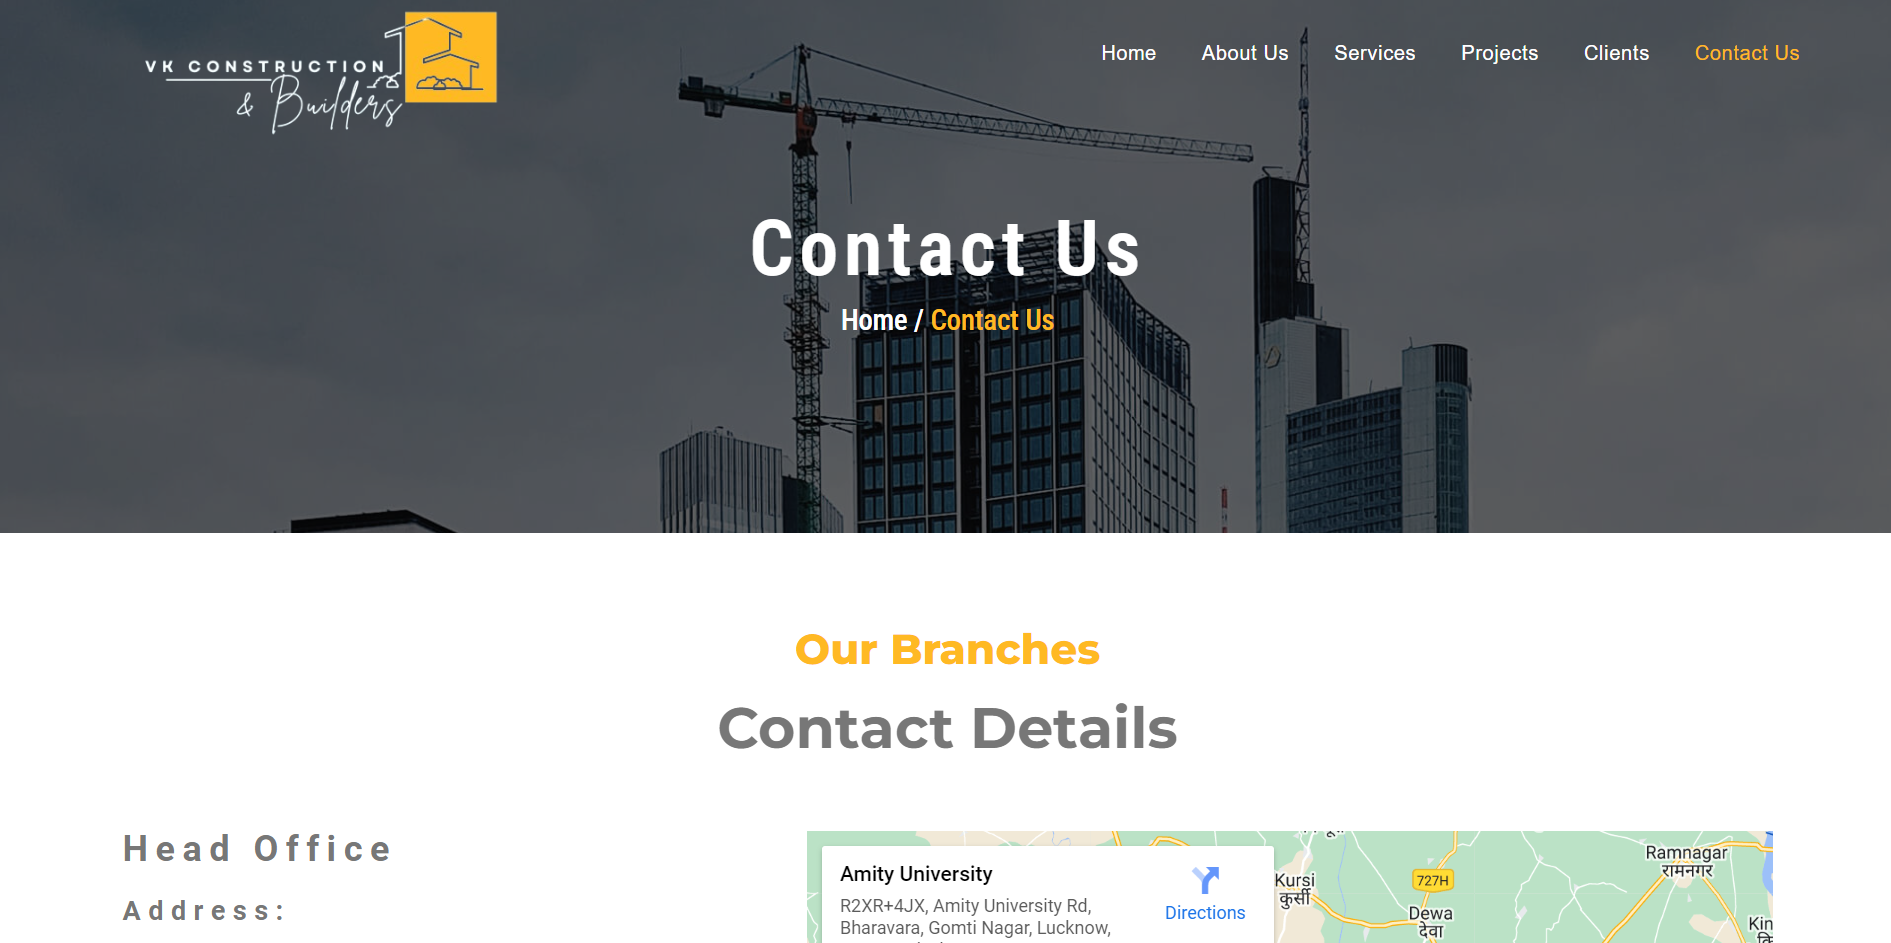 VK CONSTRUCTION
& Builders
Home
About Us
Services
Projects
Clients
Contact Us
Contact Us
Home / Contact Us
Our Branches
Contact Details
Head Office
Address:
Amity University
R2XR+4JX, Amity University Rd,
Bharavara, Gomti Nagar, Lucknow,
Directions
Kursi
कुर्सी
727H
Dewa
देवा
Ramnagar
रामनगर